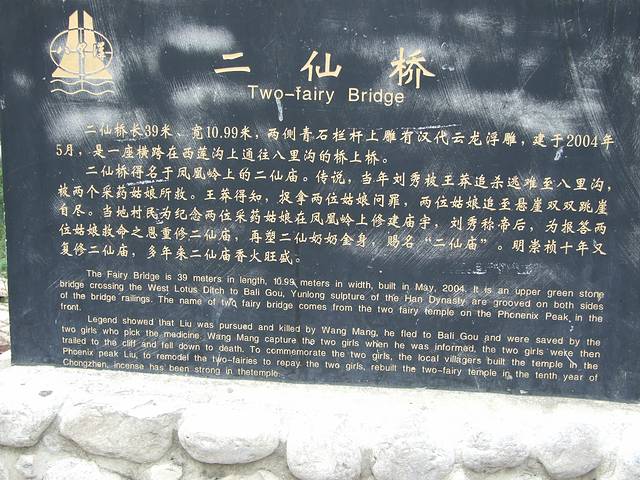 八里溝
二仙桥
Two-fairy Bridge
二仙桥长39米、宽10.99米，两侧青石栏杆上雕有汉代云龙浮雕，建于2004年
5月，是一座横跨在西莲沟上通往八里沟的桥上桥。
二仙桥得名于凤凰岭上的二仙庙。传说，当年刘秀被王莽追杀逃难至八里沟，
被两个采药姑娘所救。王莽得知，捉拿两位姑娘问罪，两位姑娘追至悬崖双双跳崖
自尽。当地村民为纪念两位采药姑娘在凤凰岭上修建庙宇，刘秀称帝后，为报答两
位姑娘救命之恩重修二仙庙，再塑二仙奶奶金身，赐名“二仙庙”。明崇祯十年又
复修二仙庙，多年来二仙庙香火旺盛。
The Fairy Bridge is 39 meters in length, 10.99 meters in width, built in May, 2004. It is an upper green stone
bridge crossing the West Lotus Ditch to Bali Gou, Yunlong sulpture of the Han Dynasty are grooved on both sides
of the bridge railings. The name of two fairy bridge comes from the two fairy temple on the Phonenix Peak, in the
front.
Legend showed that Liu was pursued and killed by Wang Mang, he fled to Bali Gou and were saved by the
two girls who pick the medicine, Wang Mang capture the two girls when he was informed, the two girls were then
trailed to the cliff and fell down to death. To commemorate the two girls, the local villagers built the temple in the
Phoenix peak Liu, to remodel the two-fairies to repay the two girls, rebuilt the two-fairy temple in the tenth year of
Chongzhen, incense has been strong in thetemple.